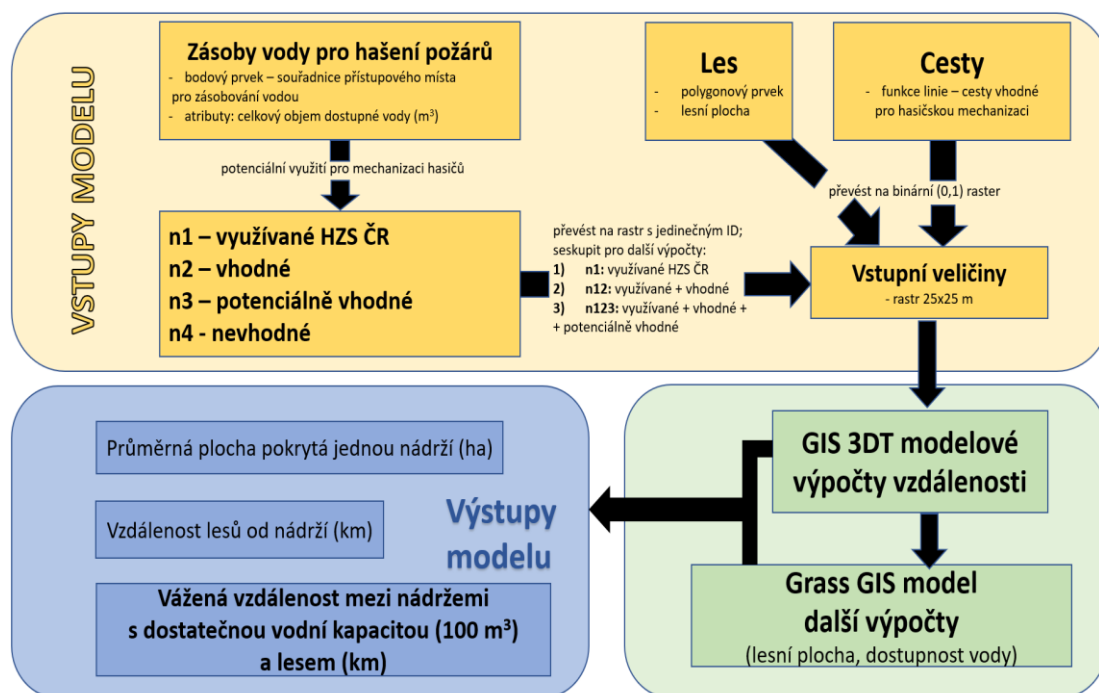 VSTUPY MODELU
Zásoby vody pro hašení požárů
- bodový prvek – souřadnice přístupového místa
pro zásobování vodou
- atributy: celkový objem dostupné vody (m³)
Les
- polygonový prvek
- lesní plocha
Cesty
- funkce linie – cesty vhodné
pro hasičskou mechanizaci
potenciální využití pro mechanizaci hasičů
převést na binární (0,1) raster
n1 – využívané HZS ČR
n2 – vhodné
n3 – potenciálně vhodné
n4 - nevhodné
převést na rastr s jedinečným ID;
seskupit pro další výpočty:
1) n1: využívané HZS ČR
2) n12: využívané + vhodné
3) n123: využívané + vhodné +
+ potenciálně vhodné
Vstupní veličiny
- rastr 25x25 m
GIS 3DT modelové
výpočty vzdálenosti
Grass GIS model
další výpočty
(lesní plocha, dostupnost vody)
Výstupy
modelu
Průměrná plocha pokrytá jednou nádrží (ha)
Vzdálenost lesů od nádrží (km)
Vážená vzdálenost mezi nádržemi
s dostatečnou vodní kapacitou (100 m³)
a lesem (km)